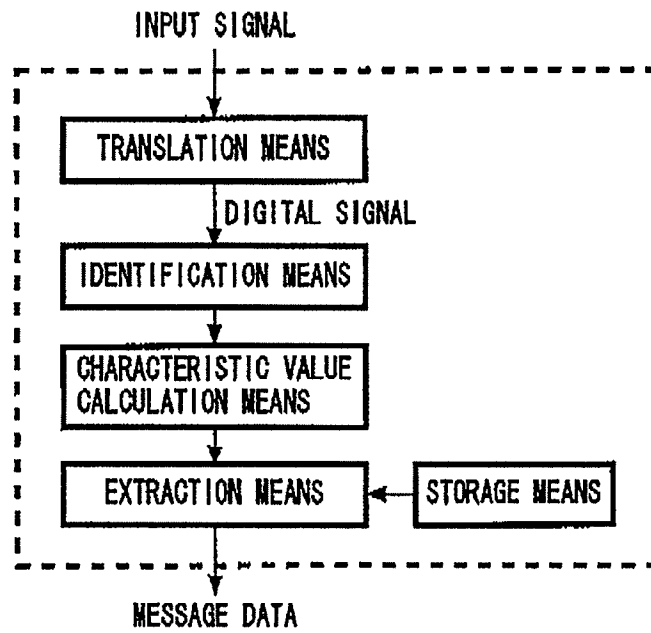 INPUT SIGNAL
TRANSLATION MEANS
DIGITAL SIGNAL
IDENTIFICATION MEANS
CHARACTERISTIC VALUE
CALCULATION MEANS
EXTRACTION MEANS
STORAGE MEANS
MESSAGE DATA